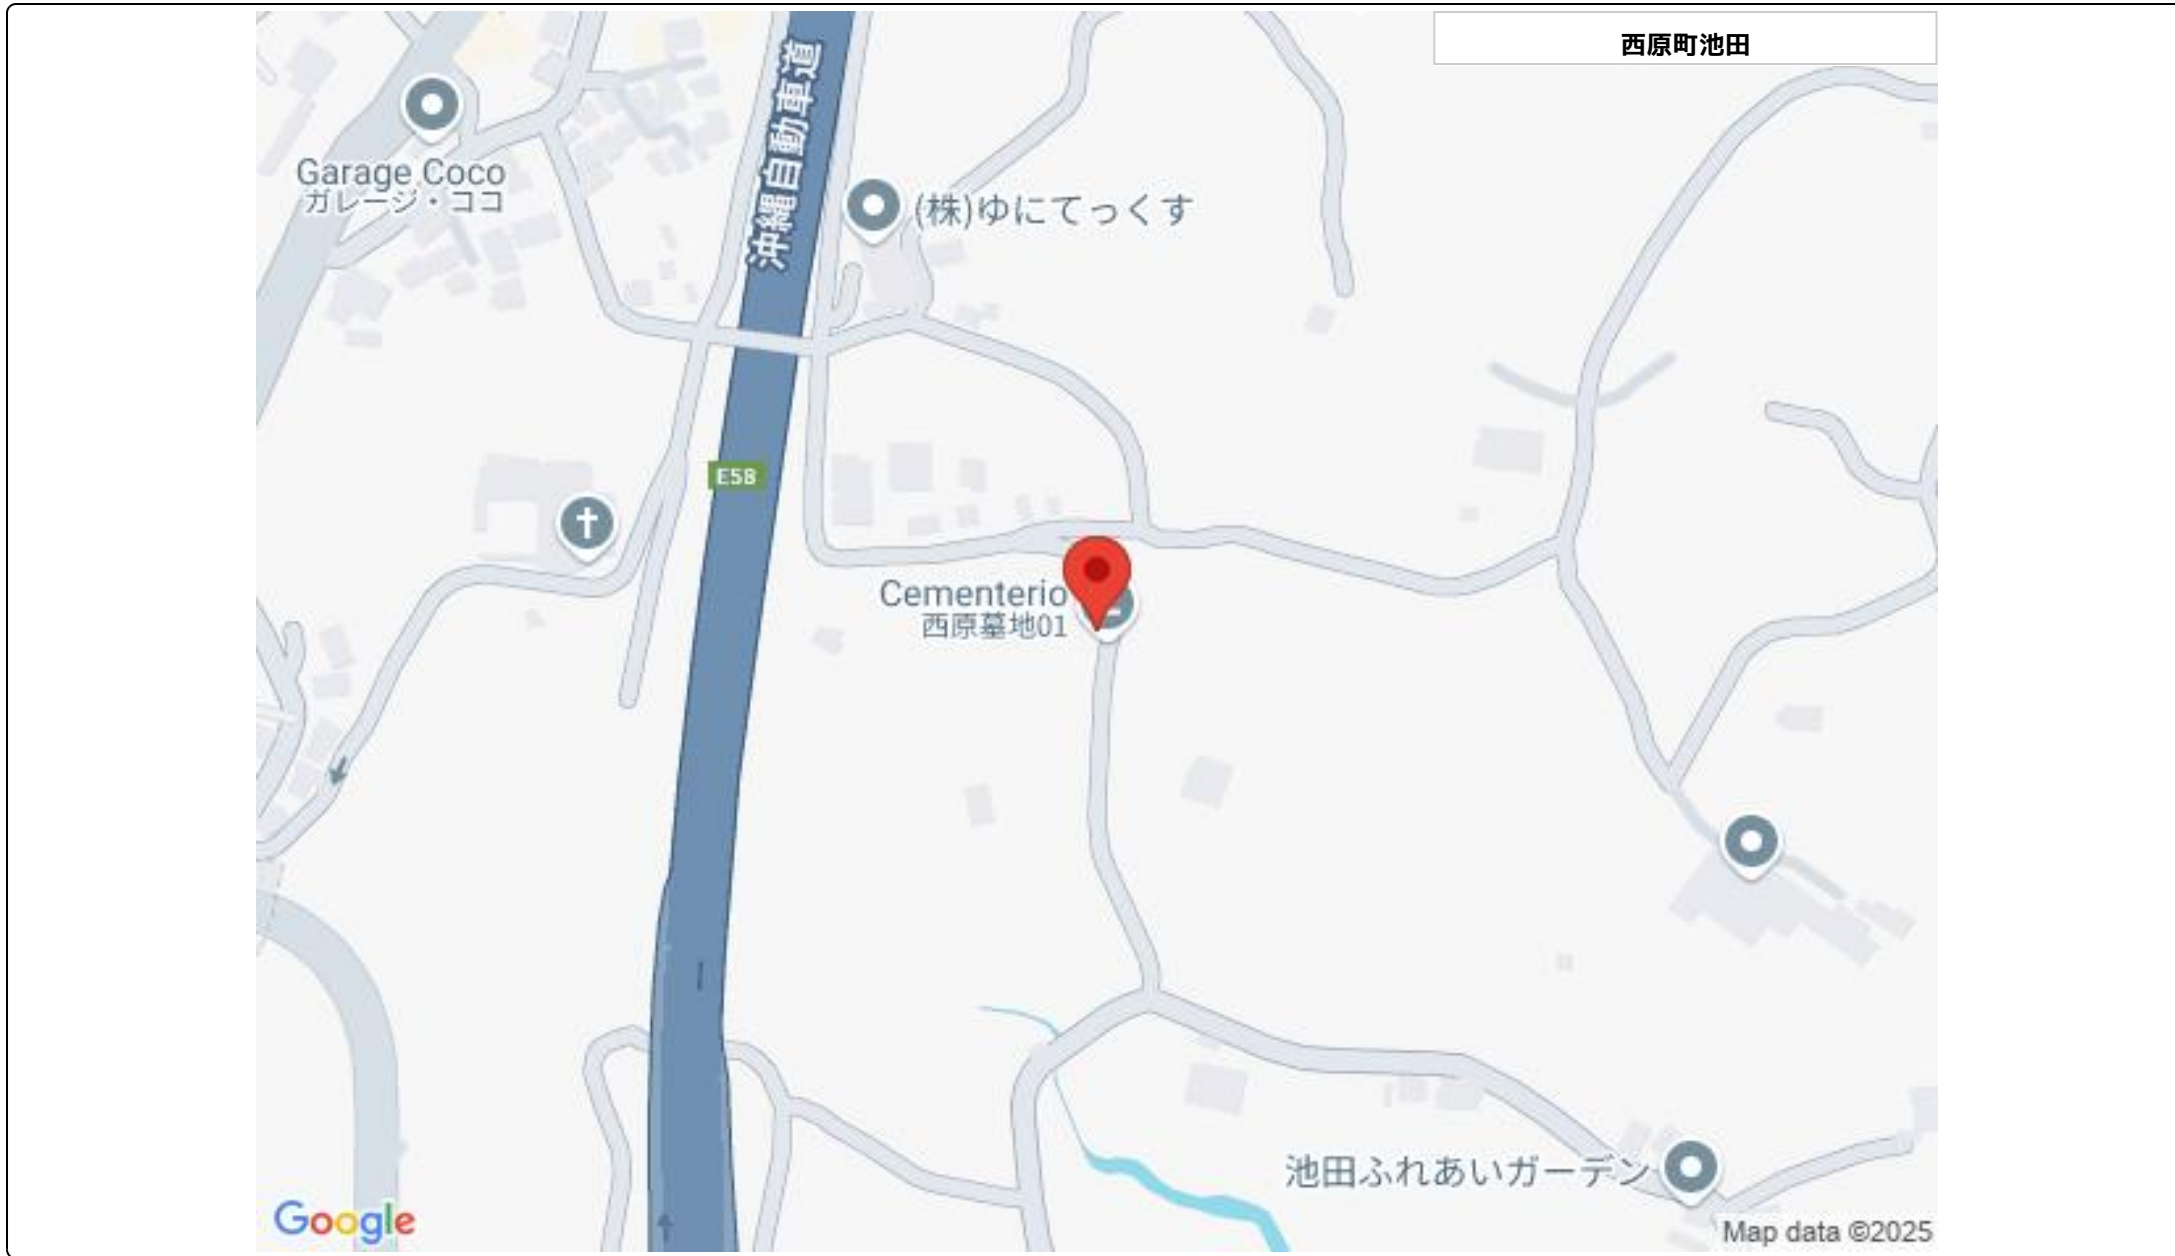 西原町池田
沖縄自動車道
Garage Coco
ガレージ・ココ
(株)ゆにてっくす
E58
Cementerio
西原墓地01
池田ふれあいガーデン
Google
Map data ©2025